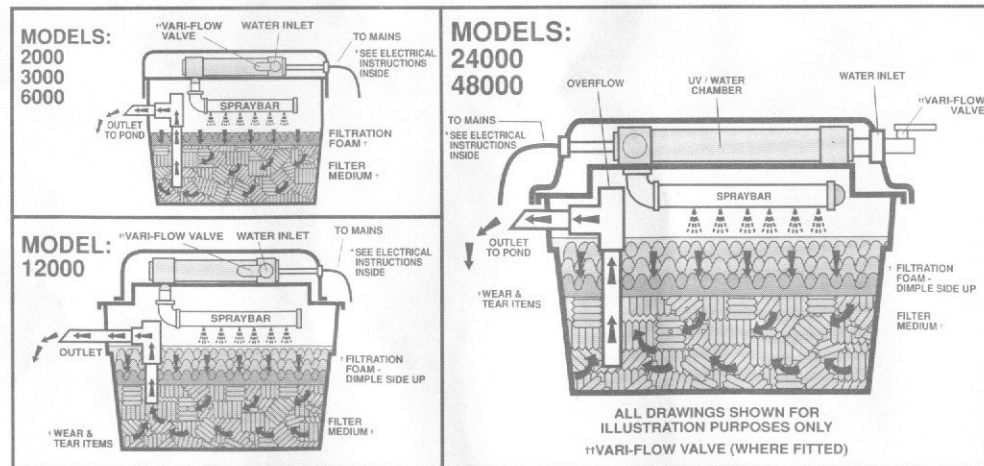 MODELS:
2000
3000
6000
††VARI-FLOW
VALVE
WATER INLET
TO MAINS
*SEE ELECTRICAL
INSTRUCTIONS
INSIDE
SPRAYBAR
OUTLET
TO POND
FILTRATION
FOAM †
FILTER
MEDIUM †
MODEL:
12000
††VARI-FLOW VALVE
WATER INLET
TO MAINS
*SEE ELECTRICAL
INSTRUCTIONS
INSIDE
SPRAYBAR
OUTLET
† FILTRATION
FOAM -
DIMPLE SIDE UP
† WEAR &
TEAR ITEMS
FILTER
MEDIUM †
MODELS:
24000
48000
OVERFLOW
UV / WATER
CHAMBER
WATER INLET
††VARI-FLOW
VALVE
TO MAINS
*SEE ELECTRICAL
INSTRUCTIONS
INSIDE
SPRAYBAR
OUTLET
TO POND
† FILTRATION
FOAM -
DIMPLE SIDE UP
† WEAR &
TEAR ITEMS
FILTER
MEDIUM †
ALL DRAWINGS SHOWN FOR
ILLUSTRATION PURPOSES ONLY
††VARI-FLOW VALVE (WHERE FITTED)